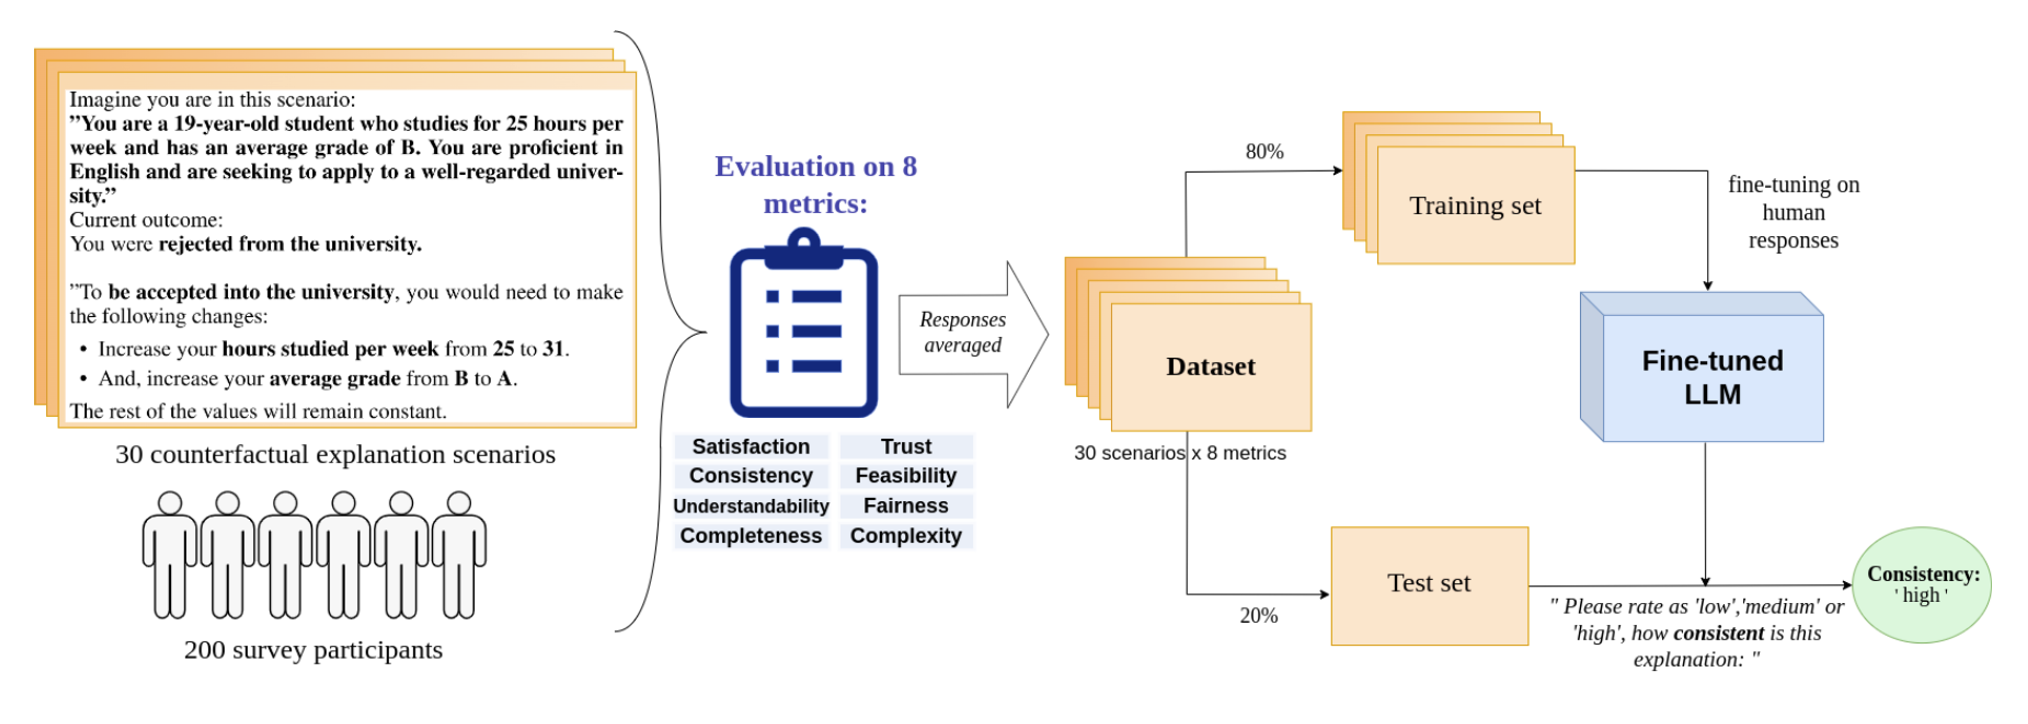 Imagine you are in this scenario:
”You are a 19-year-old student who studies for 25 hours per
week and has an average grade of B. You are proficient in
English and are seeking to apply to a well-regarded univer-
sity.”
Current outcome:
You were rejected from the university.
”To be accepted into the university, you would need to make
the following changes:
• Increase your hours studied per week from 25 to 31.
• And, increase your average grade from B to A.
The rest of the values will remain constant.
30 counterfactual explanation scenarios
200 survey participants
Evaluation on 8
metrics:
Satisfaction
Trust
Consistency
Feasibility
Understandability
Fairness
Completeness
Complexity
Responses
averaged
Dataset
30 scenarios x 8 metrics
80%
Training set
fine-tuning on
human
responses
Fine-tuned
LLM
20%
Test set
" Please rate as 'low','medium' or
'high', how consistent is this
explanation: "
Consistency:
' high '